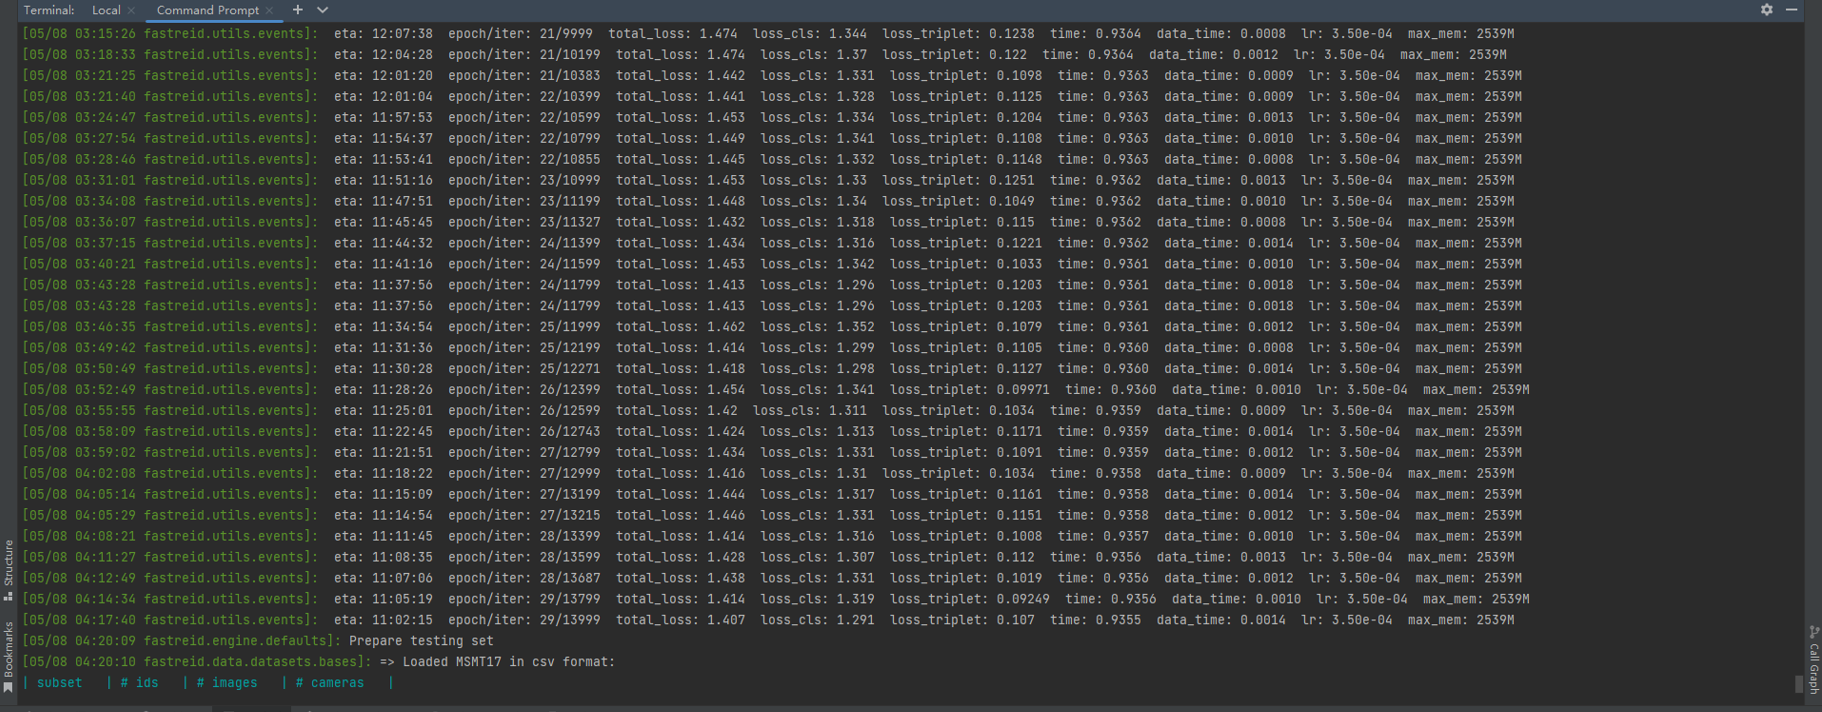 Terminal: Local × Command Prompt × +
[05/08 03:15:26 fastreid.utils.events]: eta: 12:07:38 epoch/iter: 21/9999 total_loss: 1.474 loss_cls: 1.344 loss_triplet: 0.1238 time: 0.9364 data_time: 0.0008 lr: 3.50e-04 max_mem: 2539M
[05/08 03:18:33 fastreid.utils.events]: eta: 12:04:28 epoch/iter: 21/10199 total_loss: 1.474 loss_cls: 1.37 loss_triplet: 0.122 time: 0.9364 data_time: 0.0012 lr: 3.50e-04 max_mem: 2539M
[05/08 03:21:25 fastreid.utils.events]: eta: 12:01:20 epoch/iter: 21/10383 total_loss: 1.442 loss_cls: 1.331 loss_triplet: 0.1098 time: 0.9363 data_time: 0.0009 lr: 3.50e-04 max_mem: 2539M
[05/08 03:21:40 fastreid.utils.events]: eta: 12:01:04 epoch/iter: 22/10399 total_loss: 1.441 loss_cls: 1.328 loss_triplet: 0.1125 time: 0.9363 data_time: 0.0009 lr: 3.50e-04 max_mem: 2539M
[05/08 03:24:47 fastreid.utils.events]: eta: 11:57:53 epoch/iter: 22/10599 total_loss: 1.453 loss_cls: 1.334 loss_triplet: 0.1204 time: 0.9363 data_time: 0.0013 lr: 3.50e-04 max_mem: 2539M
[05/08 03:27:54 fastreid.utils.events]: eta: 11:54:37 epoch/iter: 22/10799 total_loss: 1.449 loss_cls: 1.341 loss_triplet: 0.1108 time: 0.9363 data_time: 0.0010 lr: 3.50e-04 max_mem: 2539M
[05/08 03:28:46 fastreid.utils.events]: eta: 11:53:41 epoch/iter: 22/10855 total_loss: 1.445 loss_cls: 1.332 loss_triplet: 0.1148 time: 0.9363 data_time: 0.0008 lr: 3.50e-04 max_mem: 2539M
[05/08 03:31:01 fastreid.utils.events]: eta: 11:51:16 epoch/iter: 23/10999 total_loss: 1.453 loss_cls: 1.33 loss_triplet: 0.1251 time: 0.9362 data_time: 0.0013 lr: 3.50e-04 max_mem: 2539M
[05/08 03:34:08 fastreid.utils.events]: eta: 11:47:51 epoch/iter: 23/11199 total_loss: 1.448 loss_cls: 1.34 loss_triplet: 0.1049 time: 0.9362 data_time: 0.0010 lr: 3.50e-04 max_mem: 2539M
[05/08 03:36:07 fastreid.utils.events]: eta: 11:45:45 epoch/iter: 23/11327 total_loss: 1.432 loss_cls: 1.318 loss_triplet: 0.115 time: 0.9362 data_time: 0.0008 lr: 3.50e-04 max_mem: 2539M
[05/08 03:37:15 fastreid.utils.events]: eta: 11:44:32 epoch/iter: 24/11399 total_loss: 1.434 loss_cls: 1.316 loss_triplet: 0.1221 time: 0.9362 data_time: 0.0014 lr: 3.50e-04 max_mem: 2539M
[05/08 03:40:21 fastreid.utils.events]: eta: 11:41:16 epoch/iter: 24/11599 total_loss: 1.453 loss_cls: 1.342 loss_triplet: 0.1033 time: 0.9361 data_time: 0.0010 lr: 3.50e-04 max_mem: 2539M
[05/08 03:43:28 fastreid.utils.events]: eta: 11:37:56 epoch/iter: 24/11799 total_loss: 1.413 loss_cls: 1.296 loss_triplet: 0.1203 time: 0.9361 data_time: 0.0018 lr: 3.50e-04 max_mem: 2539M
[05/08 03:43:28 fastreid.utils.events]: eta: 11:37:56 epoch/iter: 24/11799 total_loss: 1.413 loss_cls: 1.296 loss_triplet: 0.1203 time: 0.9361 data_time: 0.0018 lr: 3.50e-04 max_mem: 2539M
[05/08 03:46:35 fastreid.utils.events]: eta: 11:34:54 epoch/iter: 25/11999 total_loss: 1.462 loss_cls: 1.352 loss_triplet: 0.1079 time: 0.9361 data_time: 0.0012 lr: 3.50e-04 max_mem: 2539M
[05/08 03:49:42 fastreid.utils.events]: eta: 11:31:36 epoch/iter: 25/12199 total_loss: 1.414 loss_cls: 1.299 loss_triplet: 0.1105 time: 0.9360 data_time: 0.0008 lr: 3.50e-04 max_mem: 2539M
[05/08 03:50:49 fastreid.utils.events]: eta: 11:30:28 epoch/iter: 25/12271 total_loss: 1.418 loss_cls: 1.298 loss_triplet: 0.1127 time: 0.9360 data_time: 0.0014 lr: 3.50e-04 max_mem: 2539M
[05/08 03:52:49 fastreid.utils.events]: eta: 11:28:26 epoch/iter: 26/12399 total_loss: 1.454 loss_cls: 1.341 loss_triplet: 0.09971 time: 0.9360 data_time: 0.0010 lr: 3.50e-04 max_mem: 2539M
[05/08 03:55:55 fastreid.utils.events]: eta: 11:25:01 epoch/iter: 26/12599 total_loss: 1.42 loss_cls: 1.311 loss_triplet: 0.1034 time: 0.9359 data_time: 0.0009 lr: 3.50e-04 max_mem: 2539M
[05/08 03:58:09 fastreid.utils.events]: eta: 11:22:45 epoch/iter: 26/12743 total_loss: 1.424 loss_cls: 1.313 loss_triplet: 0.1171 time: 0.9359 data_time: 0.0014 lr: 3.50e-04 max_mem: 2539M
[05/08 03:59:02 fastreid.utils.events]: eta: 11:21:51 epoch/iter: 27/12799 total_loss: 1.434 loss_cls: 1.331 loss_triplet: 0.1091 time: 0.9359 data_time: 0.0012 lr: 3.50e-04 max_mem: 2539M
[05/08 04:02:08 fastreid.utils.events]: eta: 11:18:22 epoch/iter: 27/12999 total_loss: 1.416 loss_cls: 1.31 loss_triplet: 0.1034 time: 0.9358 data_time: 0.0009 lr: 3.50e-04 max_mem: 2539M
[05/08 04:05:14 fastreid.utils.events]: eta: 11:15:09 epoch/iter: 27/13199 total_loss: 1.444 loss_cls: 1.317 loss_triplet: 0.1161 time: 0.9358 data_time: 0.0014 lr: 3.50e-04 max_mem: 2539M
[05/08 04:05:29 fastreid.utils.events]: eta: 11:14:54 epoch/iter: 27/13215 total_loss: 1.446 loss_cls: 1.331 loss_triplet: 0.1151 time: 0.9358 data_time: 0.0012 lr: 3.50e-04 max_mem: 2539M
[05/08 04:08:21 fastreid.utils.events]: eta: 11:11:45 epoch/iter: 28/13399 total_loss: 1.414 loss_cls: 1.316 loss_triplet: 0.1008 time: 0.9357 data_time: 0.0010 lr: 3.50e-04 max_mem: 2539M
[05/08 04:11:27 fastreid.utils.events]: eta: 11:08:35 epoch/iter: 28/13599 total_loss: 1.428 loss_cls: 1.307 loss_triplet: 0.112 time: 0.9356 data_time: 0.0013 lr: 3.50e-04 max_mem: 2539M
[05/08 04:12:49 fastreid.utils.events]: eta: 11:07:06 epoch/iter: 28/13687 total_loss: 1.438 loss_cls: 1.331 loss_triplet: 0.1019 time: 0.9356 data_time: 0.0012 lr: 3.50e-04 max_mem: 2539M
[05/08 04:14:34 fastreid.utils.events]: eta: 11:05:19 epoch/iter: 29/13799 total_loss: 1.414 loss_cls: 1.319 loss_triplet: 0.09249 time: 0.9356 data_time: 0.0010 lr: 3.50e-04 max_mem: 2539M
[05/08 04:17:40 fastreid.utils.events]: eta: 11:02:15 epoch/iter: 29/13999 total_loss: 1.407 loss_cls: 1.291 loss_triplet: 0.107 time: 0.9355 data_time: 0.0014 lr: 3.50e-04 max_mem: 2539M
[05/08 04:20:09 fastreid.engine.defaults]: Prepare testing set
[05/08 04:20:10 fastreid.data.datasets.bases]: => Loaded MSMT17 in csv format:
| subset | # ids | # images | # cameras |
Structure
Bookmarks
Call Graph